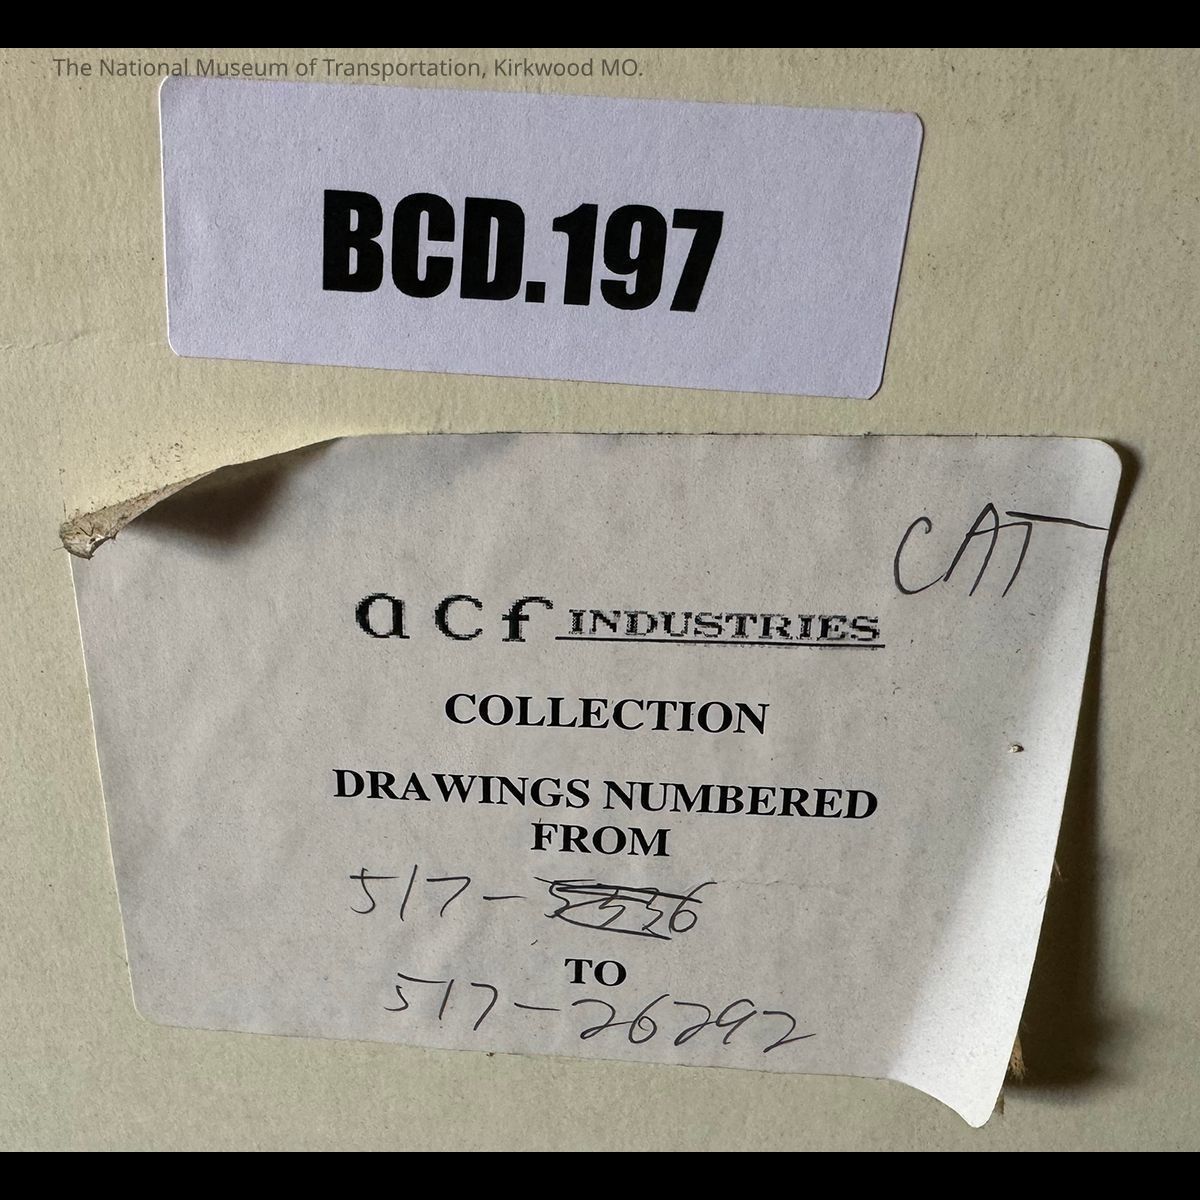 The National Museum of Transportation, Kirkwood MO.
BCD.197
CAT
acf INDUSTRIES
COLLECTION
DRAWINGS NUMBERED
FROM
517-
TO
517-26292